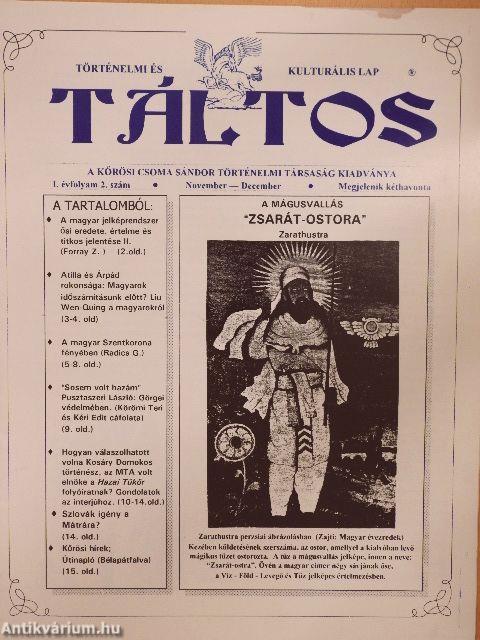 TÖRTÉNELMI ÉS KULTURÁLIS LAP ®
TÁLTOS
A KŐRÖSI CSOMA SÁNDOR TÖRTÉNELMI TÁRSASÁG KIADVÁNYA
I. évfolyam 2. szám • November — December • Megjelenik kéthavonta
A TARTALOMBÓL:
♦ A magyar jelképrendszer
ősi eredete, értelme és
titkos jelentése II.
(Forray Z. ) (2.old.)
♦ Atilla és Árpád
rokonsága: Magyarok
időszámításunk előtt? Liu
Wen-Quing a magyarokról
(3-4. old)
♦ A magyar Szentkorona
fényében (Radics G.)
(5-8. old.)
♦ "Sosem volt hazám"
Pusztaszeri László: Görgei
védelmében. (Körömi Teri
és Kéri Edit cáfolata)
(9. old.)
♦ Hogyan válaszolhatott
volna Kosáry Domokos
történész, az MTA volt
elnöke a Hazai Tükör
folyóiratnak? Gondolatok
az interjúhoz. (10-14.old.)
♦ Szlovák igény a
Mátrára?
(14. old.)
♦ Kőrösi hírek;
Útinapló (Bélapátfalva)
(15. old.)
A MÁGUSVALLÁS
"ZSARÁT-OSTORA"
Zarathustra
Zarathustra perzsiai ábrázolásban (Zajti: Magyar évezredek)
Kezében küldetésének szerszáma, az ostor, amellyel a kialvóban levő
mágikus tüzet ostorozta. A tűz a mágusvallás jelképe, innen a neve:
"Zsarát-ostra". Övén a magyar címer négy sávjának őse,
a Víz - Föld - Levegő és Tűz jelképes értelmezésben.
Antikvárium.hu